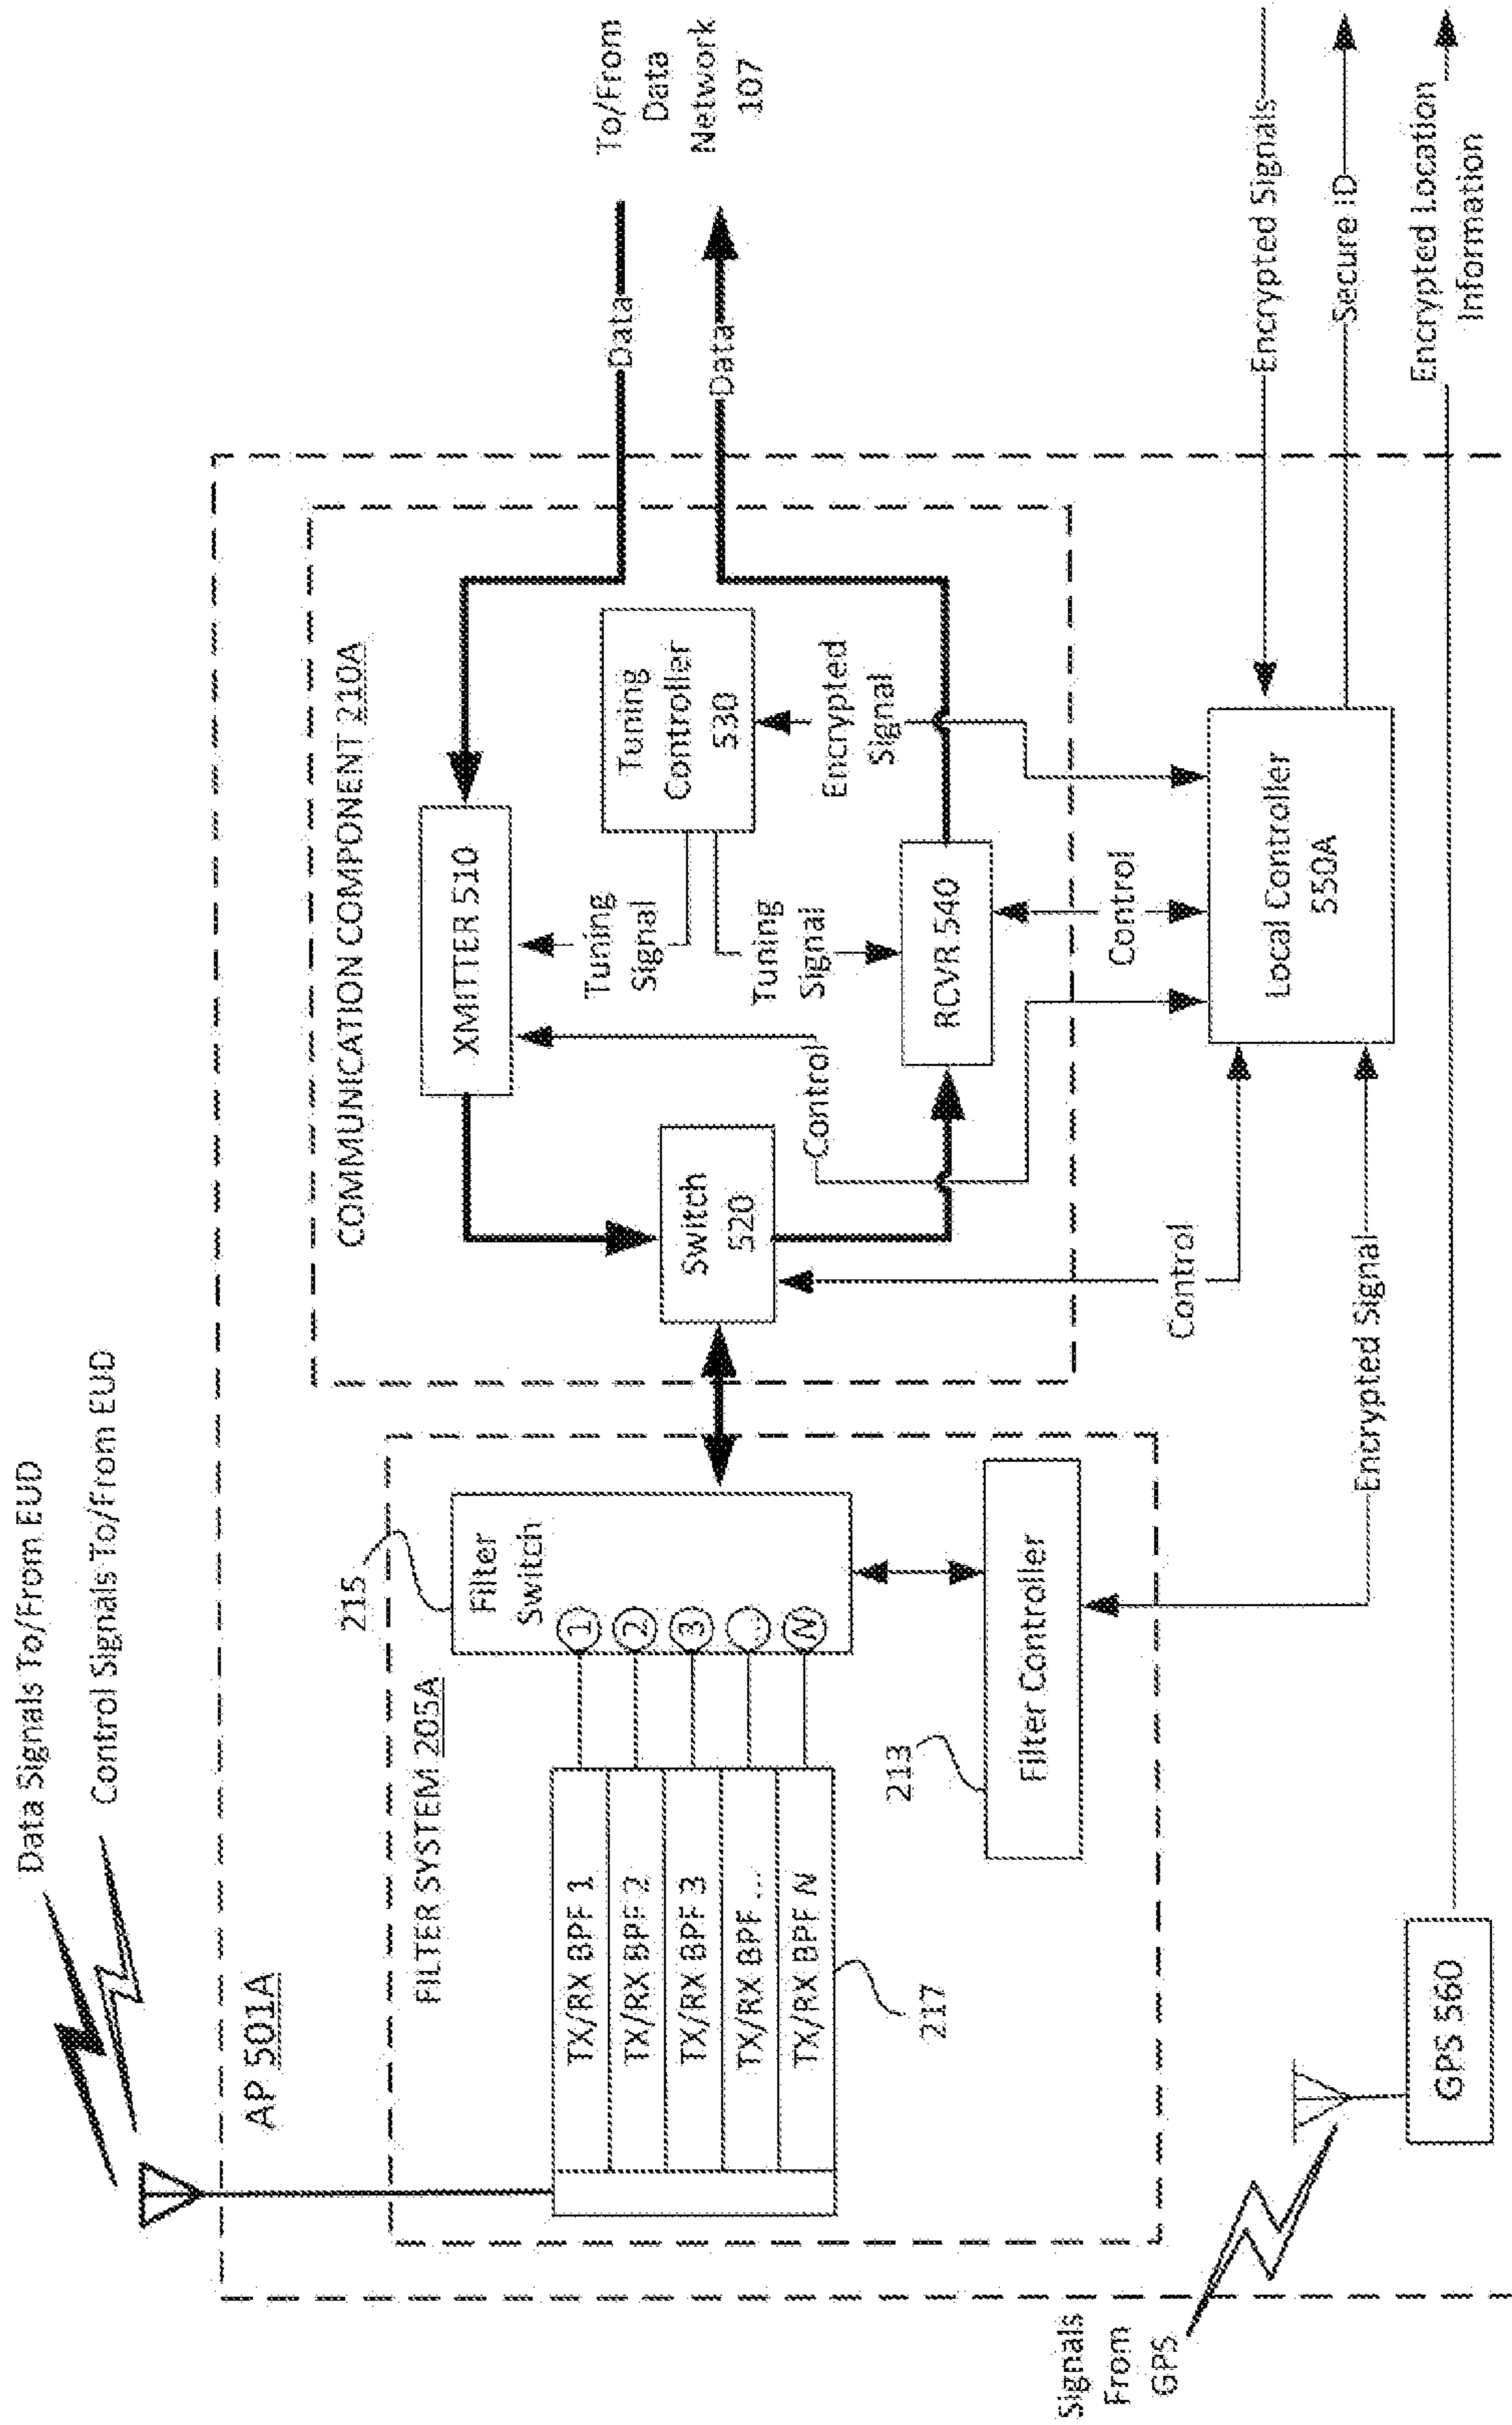 Data Signals To/From EUD
Control Signals To/From EUD
AP 501A
FILTER SYSTEM 205A
215
Filter
Switch
1
2
3
...
N
TX/RX BPF 1
TX/RX BPF 2
TX/RX BPF 3
TX/RX BPF ...
TX/RX BPF N
217
213
Filter Controller
COMMUNICATION COMPONENT 210A
XMITTER 510
Switch
520
Tuning
Signal
Tuning
Signal
Tuning
Controller
530
Control
RCVR 540
Encrypted
Signal
Data
Data
To/From
Data
Network
107
Control
Control
Local Controller
550A
Encrypted Signal
Encrypted Signals
Secure ID
Encrypted Location
Information
Signals
From
GPS
GPS 560